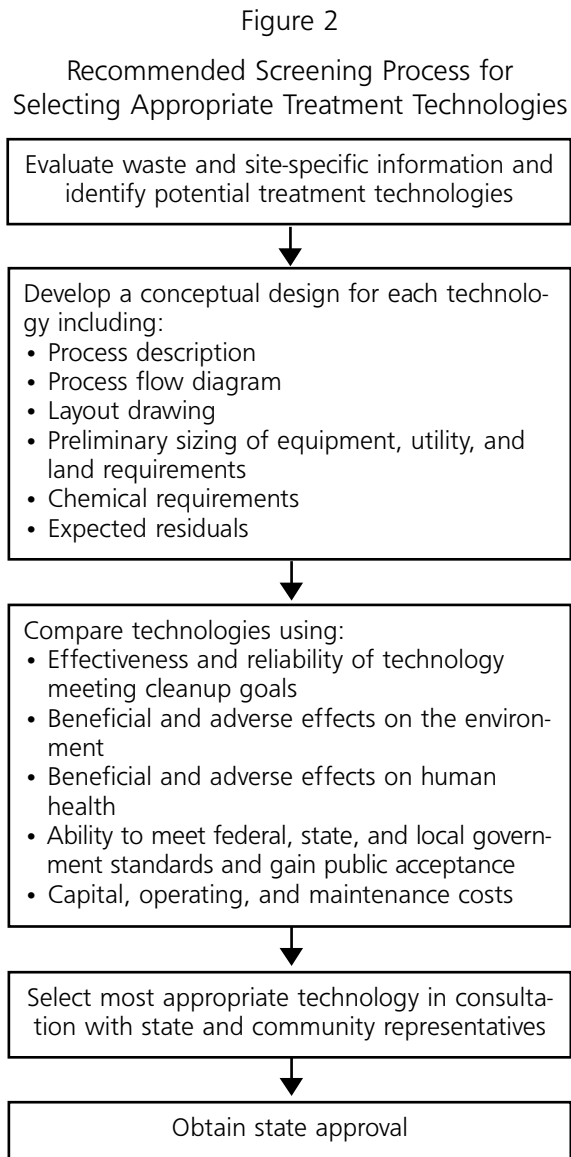 Figure 2
Recommended Screening Process for
Selecting Appropriate Treatment Technologies
Evaluate waste and site-specific information and
identify potential treatment technologies
Develop a conceptual design for each technolo-
gy including:
• Process description
• Process flow diagram
• Layout drawing
• Preliminary sizing of equipment, utility, and
land requirements
• Chemical requirements
• Expected residuals
Compare technologies using:
• Effectiveness and reliability of technology
meeting cleanup goals
• Beneficial and adverse effects on the environ-
ment
• Beneficial and adverse effects on human
health
• Ability to meet federal, state, and local govern-
ment standards and gain public acceptance
• Capital, operating, and maintenance costs
Select most appropriate technology in consulta-
tion with state and community representatives
Obtain state approval